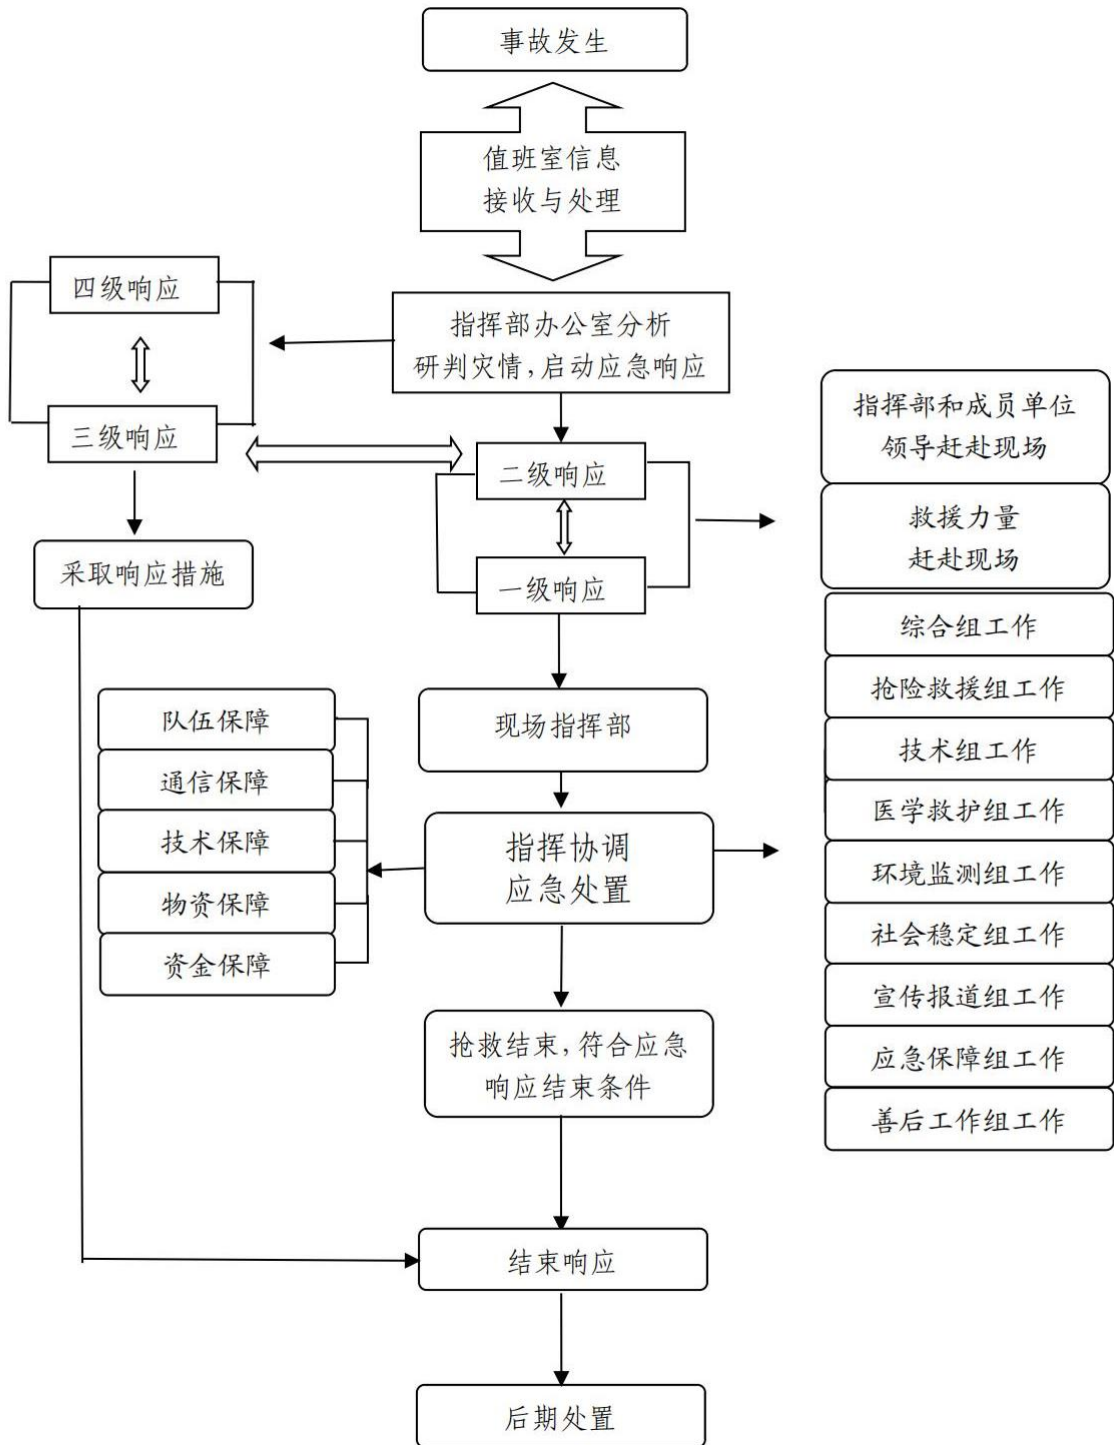 事故发生
值班室信息
接收与处理
四级响应
指挥部办公室分析
研判灾情，启动应急响应
三级响应
二级响应
一级响应
指挥部和成员单位
领导赶赴现场
救援力量
赶赴现场
采取响应措施
现场指挥部
队伍保障
通信保障
技术保障
物资保障
资金保障
指挥协调
应急处置
综合组工作
抢险救援组工作
技术组工作
医学救护组工作
环境监测组工作
社会稳定组工作
宣传报道组工作
应急保障组工作
善后工作组工作
抢救结束，符合应急
响应结束条件
结束响应
后期处置